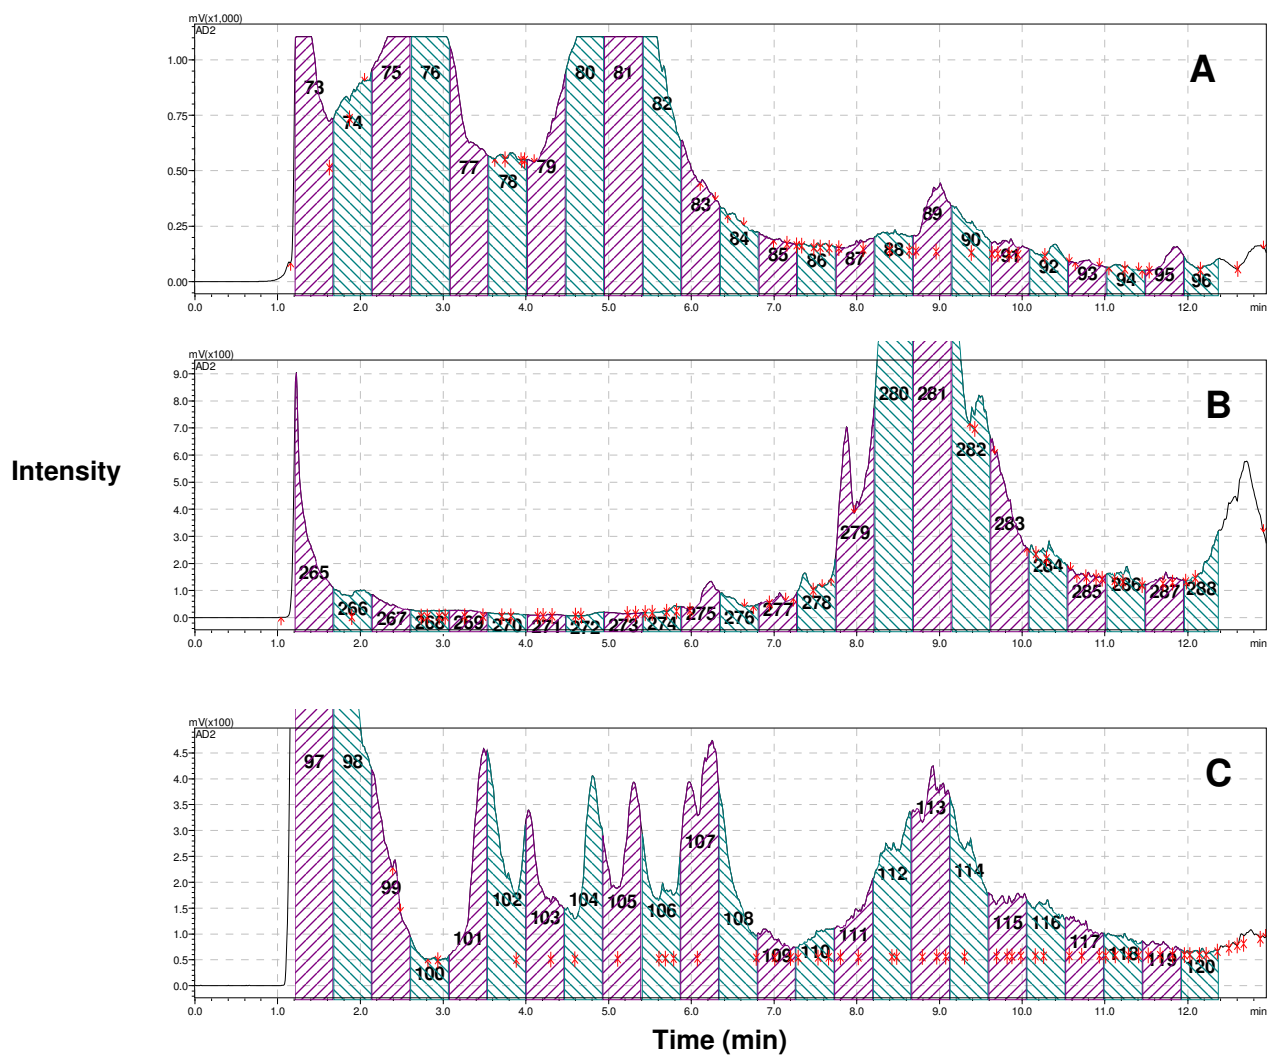 mV(x1,000)
AD2
A
1.00
0.75
0.50
0.25
0.00
73 74 75 76 77 78 79 80 81 82 83 84 85 86 87 88 89 90 91 92 93 94 95 96
0.0 1.0 2.0 3.0 4.0 5.0 6.0 7.0 8.0 9.0 10.0 11.0 12.0 min
mV(x100)
AD2
B
9.0
8.0
7.0
6.0
5.0
4.0
3.0
2.0
1.0
0.0
265 266 267 268 269 270 271 272 273 274 275 276 277 278 279 280 281 282 283 284 285 286 287 288
0.0 1.0 2.0 3.0 4.0 5.0 6.0 7.0 8.0 9.0 10.0 11.0 12.0 min
Intensity
mV(x100)
AD2
C
4.5
4.0
3.5
3.0
2.5
2.0
1.5
1.0
0.5
0.0
97 98 99 100 101 102 103 104 105 106 107 108 109 110 111 112 113 114 115 116 117 118 119 120
0.0 1.0 2.0 3.0 4.0 5.0 6.0 7.0 8.0 9.0 10.0 11.0 12.0 min
Time (min)